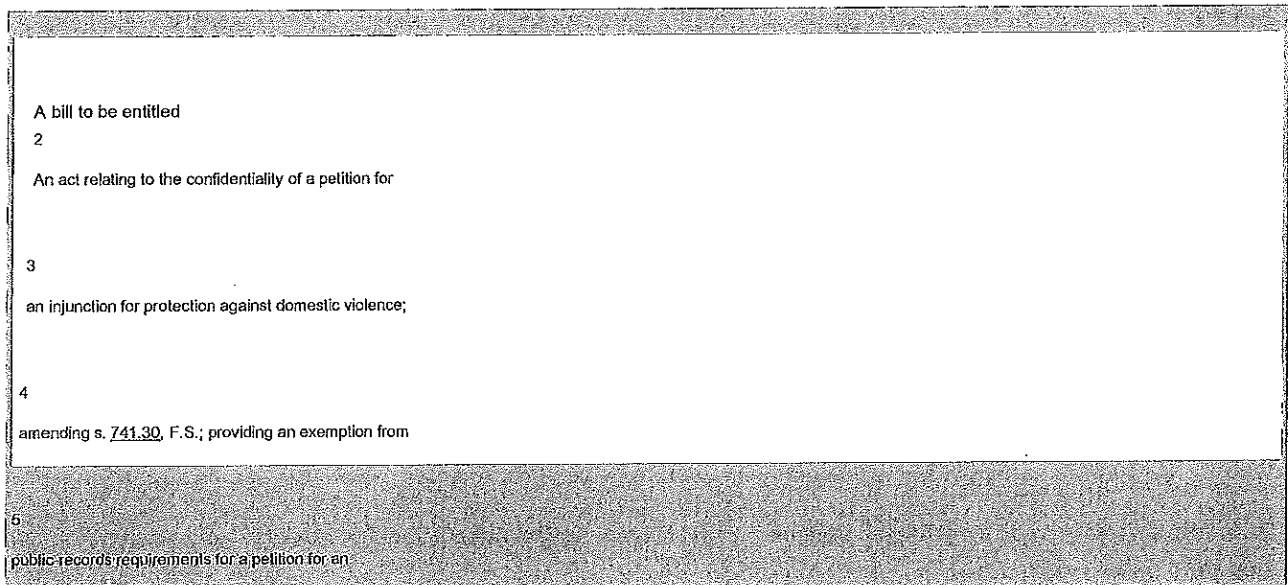 A bill to be entitled
2
An act relating to the confidentiality of a petition for
3
an injunction for protection against domestic violence;
4
amending s. 741.30, F.S.; providing an exemption from
5
public records requirements for a petition for an